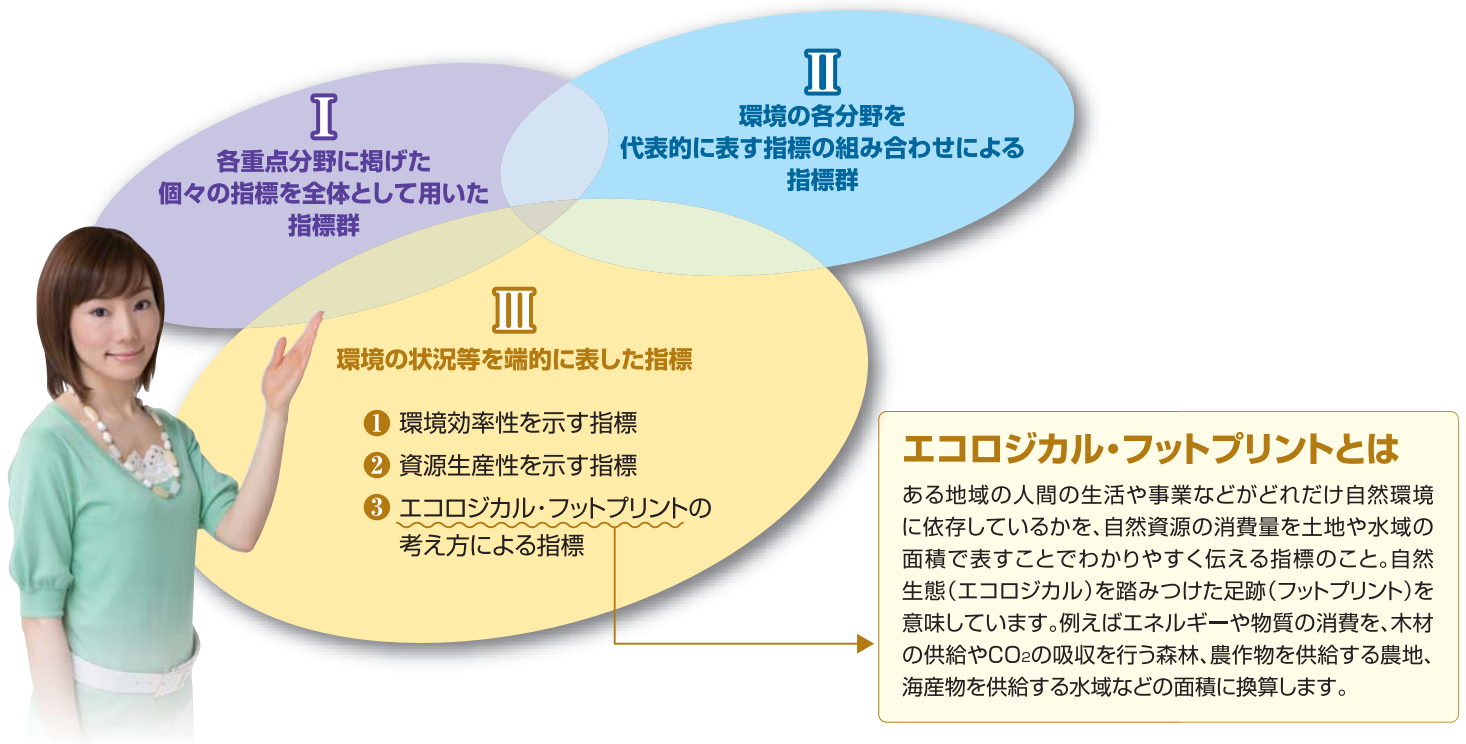 Ⅰ
各重点分野に掲げた
個々の指標を全体として用いた
指標群
Ⅱ
環境の各分野を
代表的に表す指標の組み合わせによる
指標群
Ⅲ
環境の状況等を端的に表した指標
❶ 環境効率性を示す指標
❷ 資源生産性を示す指標
❸ エコロジカル・フットプリントの
考え方による指標
エコロジカル・フットプリントとは
ある地域の人間の生活や事業などがどれだけ自然環境
に依存しているかを、自然資源の消費量を土地や水域の
面積で表すことでわかりやすく伝える指標のこと。自然
生態（エコロジカル）を踏みつけた足跡（フットプリント）を
意味しています。例えばエネルギーや物質の消費を、木材
の供給やCO₂の吸収を行う森林、農作物を供給する農地、
海産物を供給する水域などの面積に換算します。